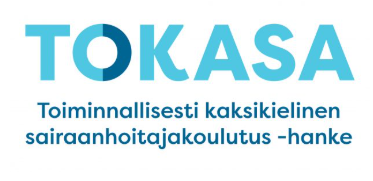 TOKASA
Toiminnallisesti kaksikielinen
sairaanhoitajakoulutus -hanke